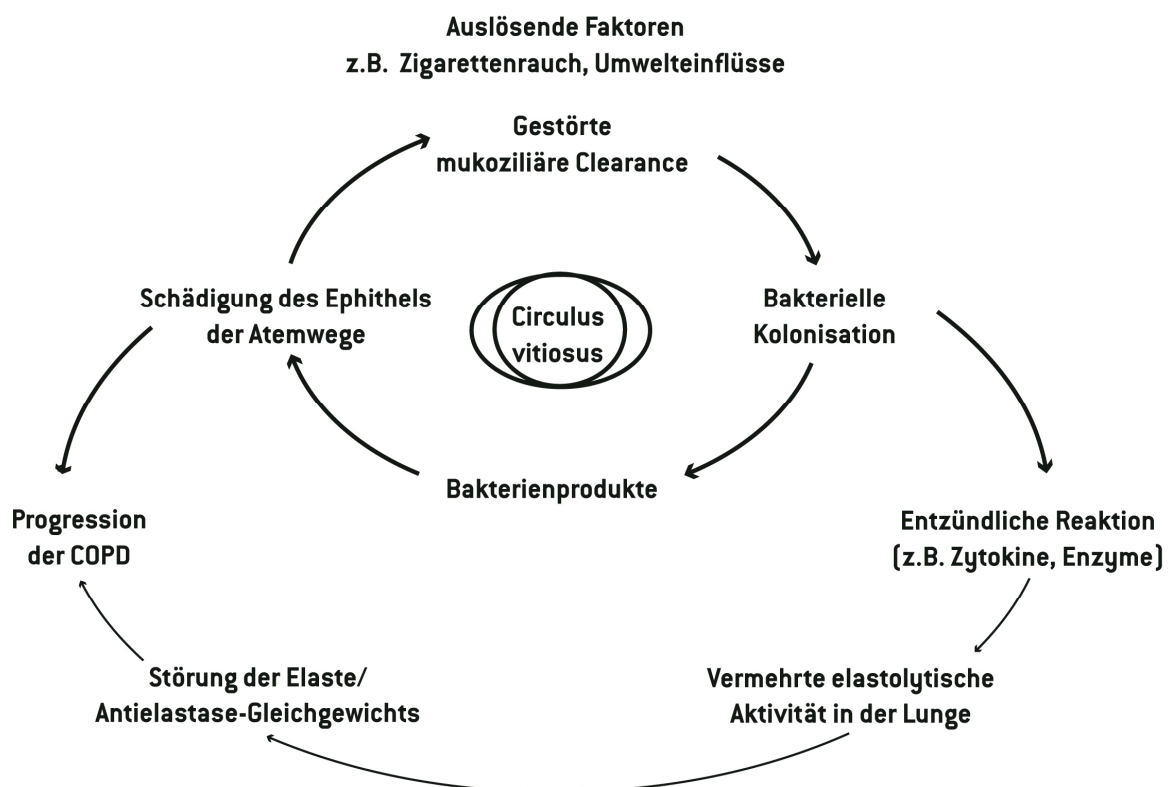 Auslösende Faktoren
z.B. Zigarettenrauch, Umwelteinflüsse
Gestörte
mukoziliäre Clearance
Schädigung des Ephithels
der Atemwege
Circulus
vitiosus
Bakterielle
Kolonisation
Bakterienprodukte
Progression
der COPD
Entzündliche Reaktion
(z.B. Zytokine, Enzyme)
Störung der Elaste/
Antielastase-Gleichgewichts
Vermehrte elastolytische
Aktivität in der Lunge